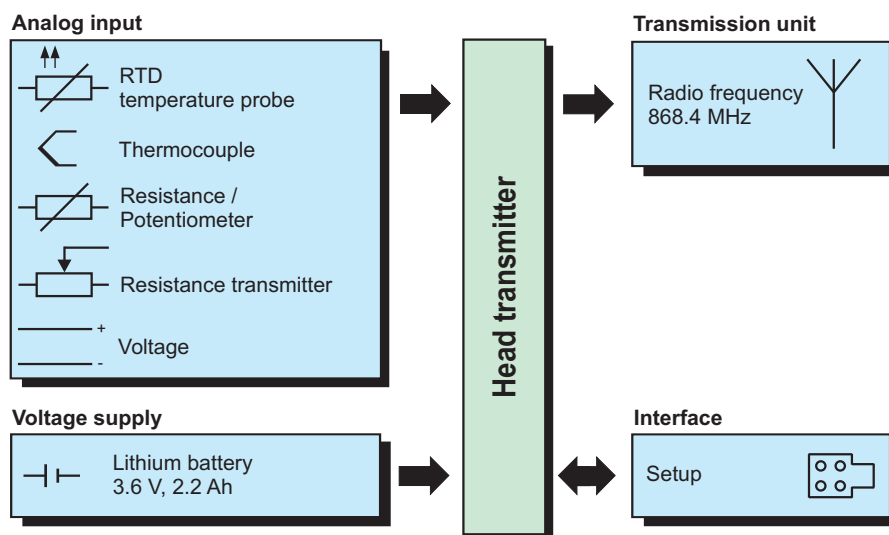 Analog input
RTD
temperature probe
Thermocouple
Resistance /
Potentiometer
Resistance transmitter
+
Voltage
-
Voltage supply
Lithium battery
3.6 V, 2.2 Ah
Head transmitter
Transmission unit
Radio frequency
868.4 MHz
Interface
Setup